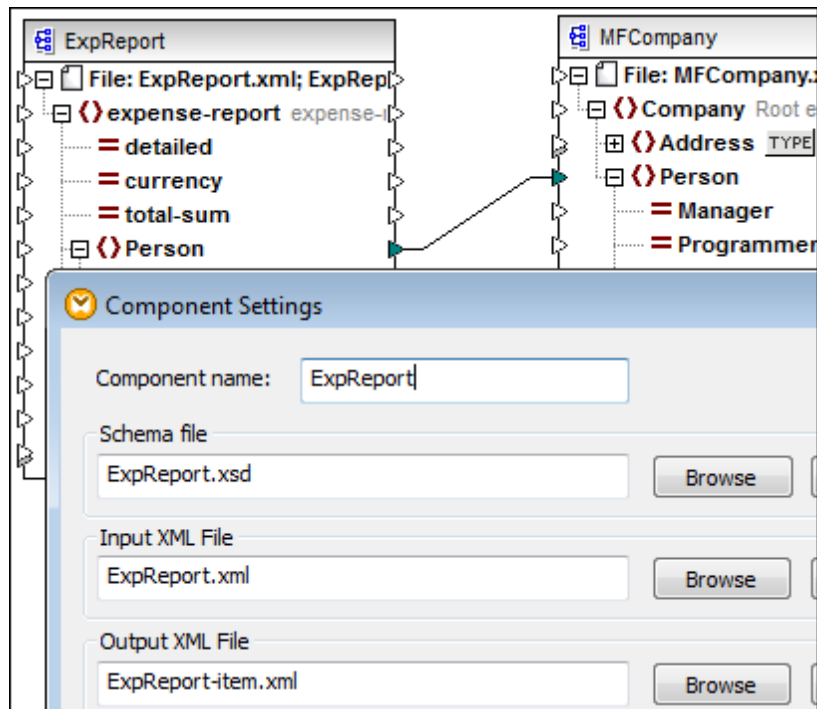 ExpReport
File: ExpReport.xml; ExpRep
expense-report expense-r
detailed
currency
total-sum
Person
MFCompany
File: MFCompany.x
Company Root e
Address TYPE
Person
Manager
Programmer
Component Settings
Component name: ExpReport
Schema file
ExpReport.xsd Browse
Input XML File
ExpReport.xml Browse
Output XML File
ExpReport-item.xml Browse